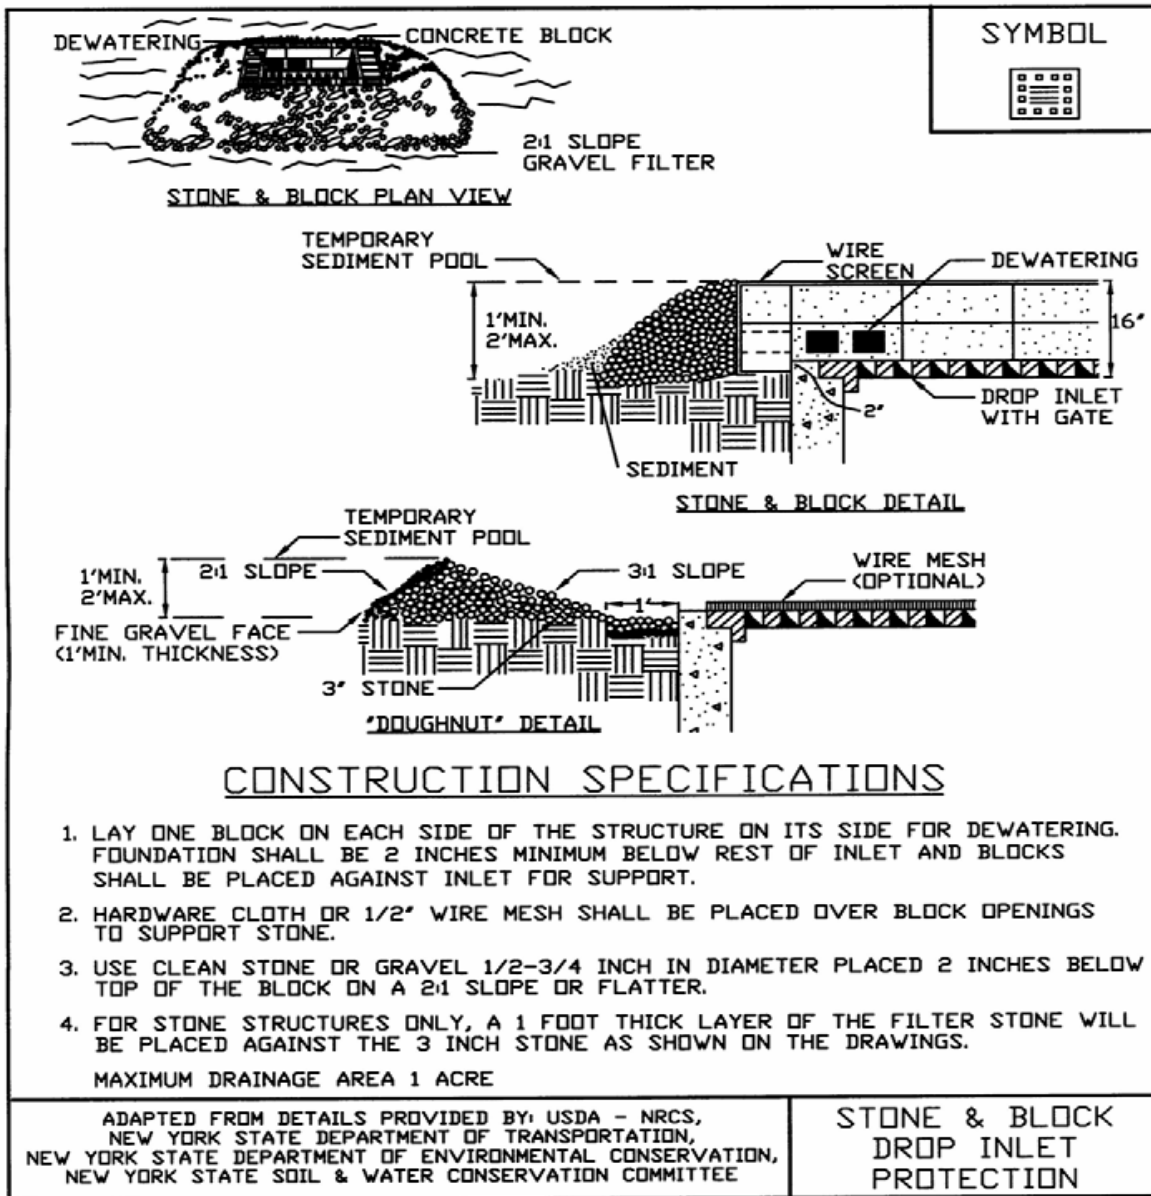 DEWATERING
CONCRETE BLOCK
2:1 SLOPE
GRAVEL FILTER
STONE & BLOCK PLAN VIEW
SYMBOL
TEMPORARY
SEDIMENT POOL
WIRE
SCREEN
DEWATERING
1'MIN.
2'MAX.
16"
DROP INLET
WITH GATE
2"
SEDIMENT
STONE & BLOCK DETAIL
TEMPORARY
SEDIMENT POOL
1'MIN.
2'MAX.
2:1 SLOPE
3:1 SLOPE
1'
WIRE MESH
(OPTIONAL)
FINE GRAVEL FACE
(1'MIN. THICKNESS)
3" STONE
"DOUGHNUT" DETAIL
CONSTRUCTION SPECIFICATIONS
1. LAY ONE BLOCK ON EACH SIDE OF THE STRUCTURE ON ITS SIDE FOR DEWATERING.
FOUNDATION SHALL BE 2 INCHES MINIMUM BELOW REST OF INLET AND BLOCKS
SHALL BE PLACED AGAINST INLET FOR SUPPORT.
2. HARDWARE CLOTH OR 1/2" WIRE MESH SHALL BE PLACED OVER BLOCK OPENINGS
TO SUPPORT STONE.
3. USE CLEAN STONE OR GRAVEL 1/2-3/4 INCH IN DIAMETER PLACED 2 INCHES BELOW
TOP OF THE BLOCK ON A 2:1 SLOPE OR FLATTER.
4. FOR STONE STRUCTURES ONLY, A 1 FOOT THICK LAYER OF THE FILTER STONE WILL
BE PLACED AGAINST THE 3 INCH STONE AS SHOWN ON THE DRAWINGS.
MAXIMUM DRAINAGE AREA 1 ACRE
ADAPTED FROM DETAILS PROVIDED BY: USDA - NRCS,
NEW YORK STATE DEPARTMENT OF TRANSPORTATION,
NEW YORK STATE DEPARTMENT OF ENVIRONMENTAL CONSERVATION,
NEW YORK STATE SOIL & WATER CONSERVATION COMMITTEE
STONE & BLOCK
DROP INLET
PROTECTION